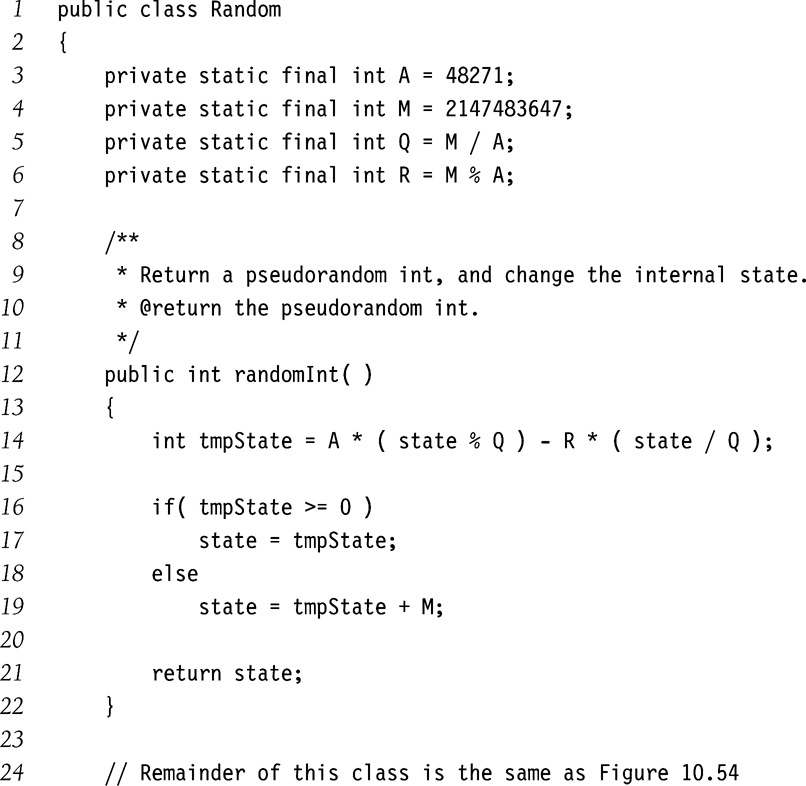 1 public class Random
2 {
3 private static final int A = 48271;
4 private static final int M = 2147483647;
5 private static final int Q = M / A;
6 private static final int R = M % A;
7
8 /**
9 * Return a pseudorandom int, and change the internal state.
10 * @return the pseudorandom int.
11 */
12 public int randomInt( )
13 {
14 int tmpState = A * ( state % Q ) - R * ( state / Q );
15
16 if( tmpState >= 0 )
17 state = tmpState;
18 else
19 state = tmpState + M;
20
21 return state;
22 }
23
24 // Remainder of this class is the same as Figure 10.54